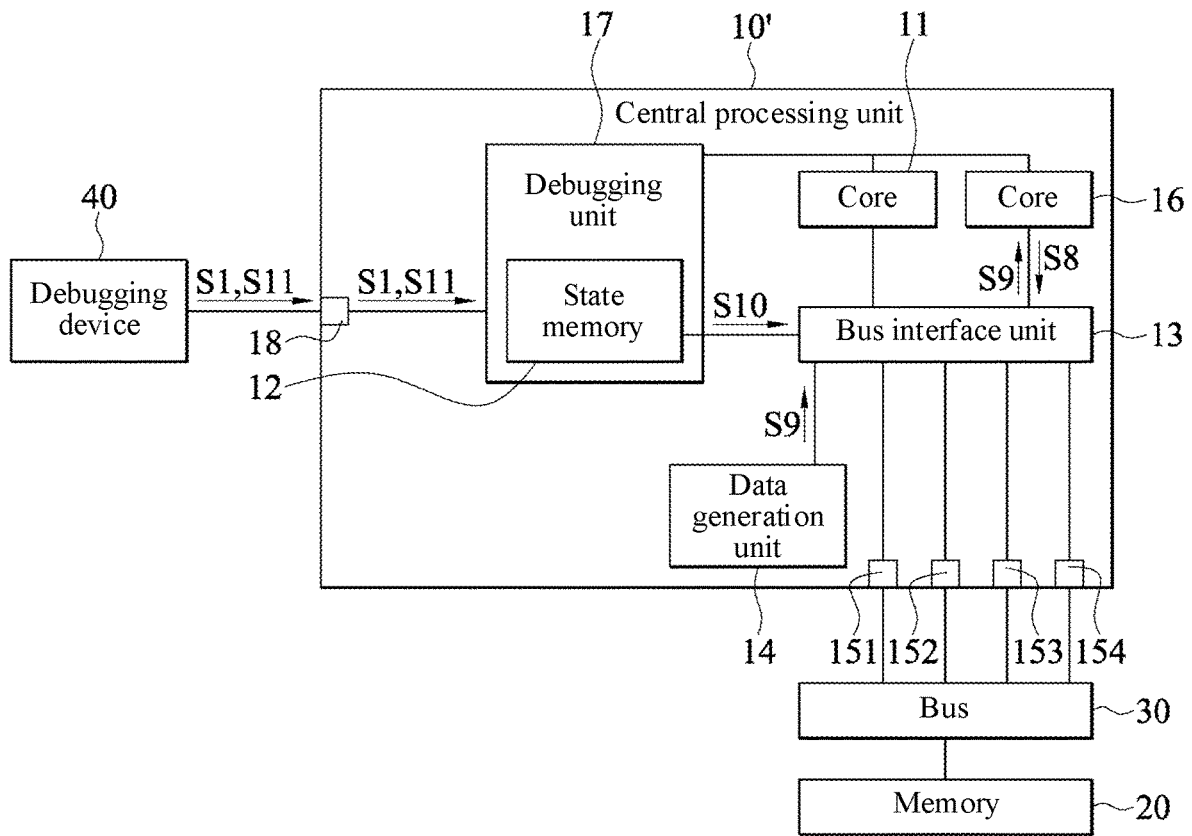 17
10'
11
Central processing unit
40
Debugging
unit
Core
Core
16
S1,S11
S1,S11
Debugging
device
State
memory
S9
S8
S10
18
Bus interface unit
13
12
S9
Data
generation
unit
14
151
152
153
154
Bus
30
Memory
20